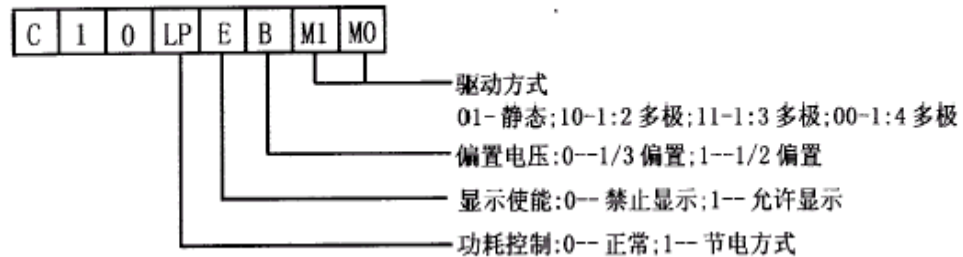 C 1 0 LP E B M1 M0
驱动方式
01-静态;10-1:2多极;11-1:3多极;00-1:4多极
偏置电压:0--1/3偏置;1--1/2偏置
显示使能:0--禁止显示;1--允许显示
功耗控制:0--正常;1--节电方式